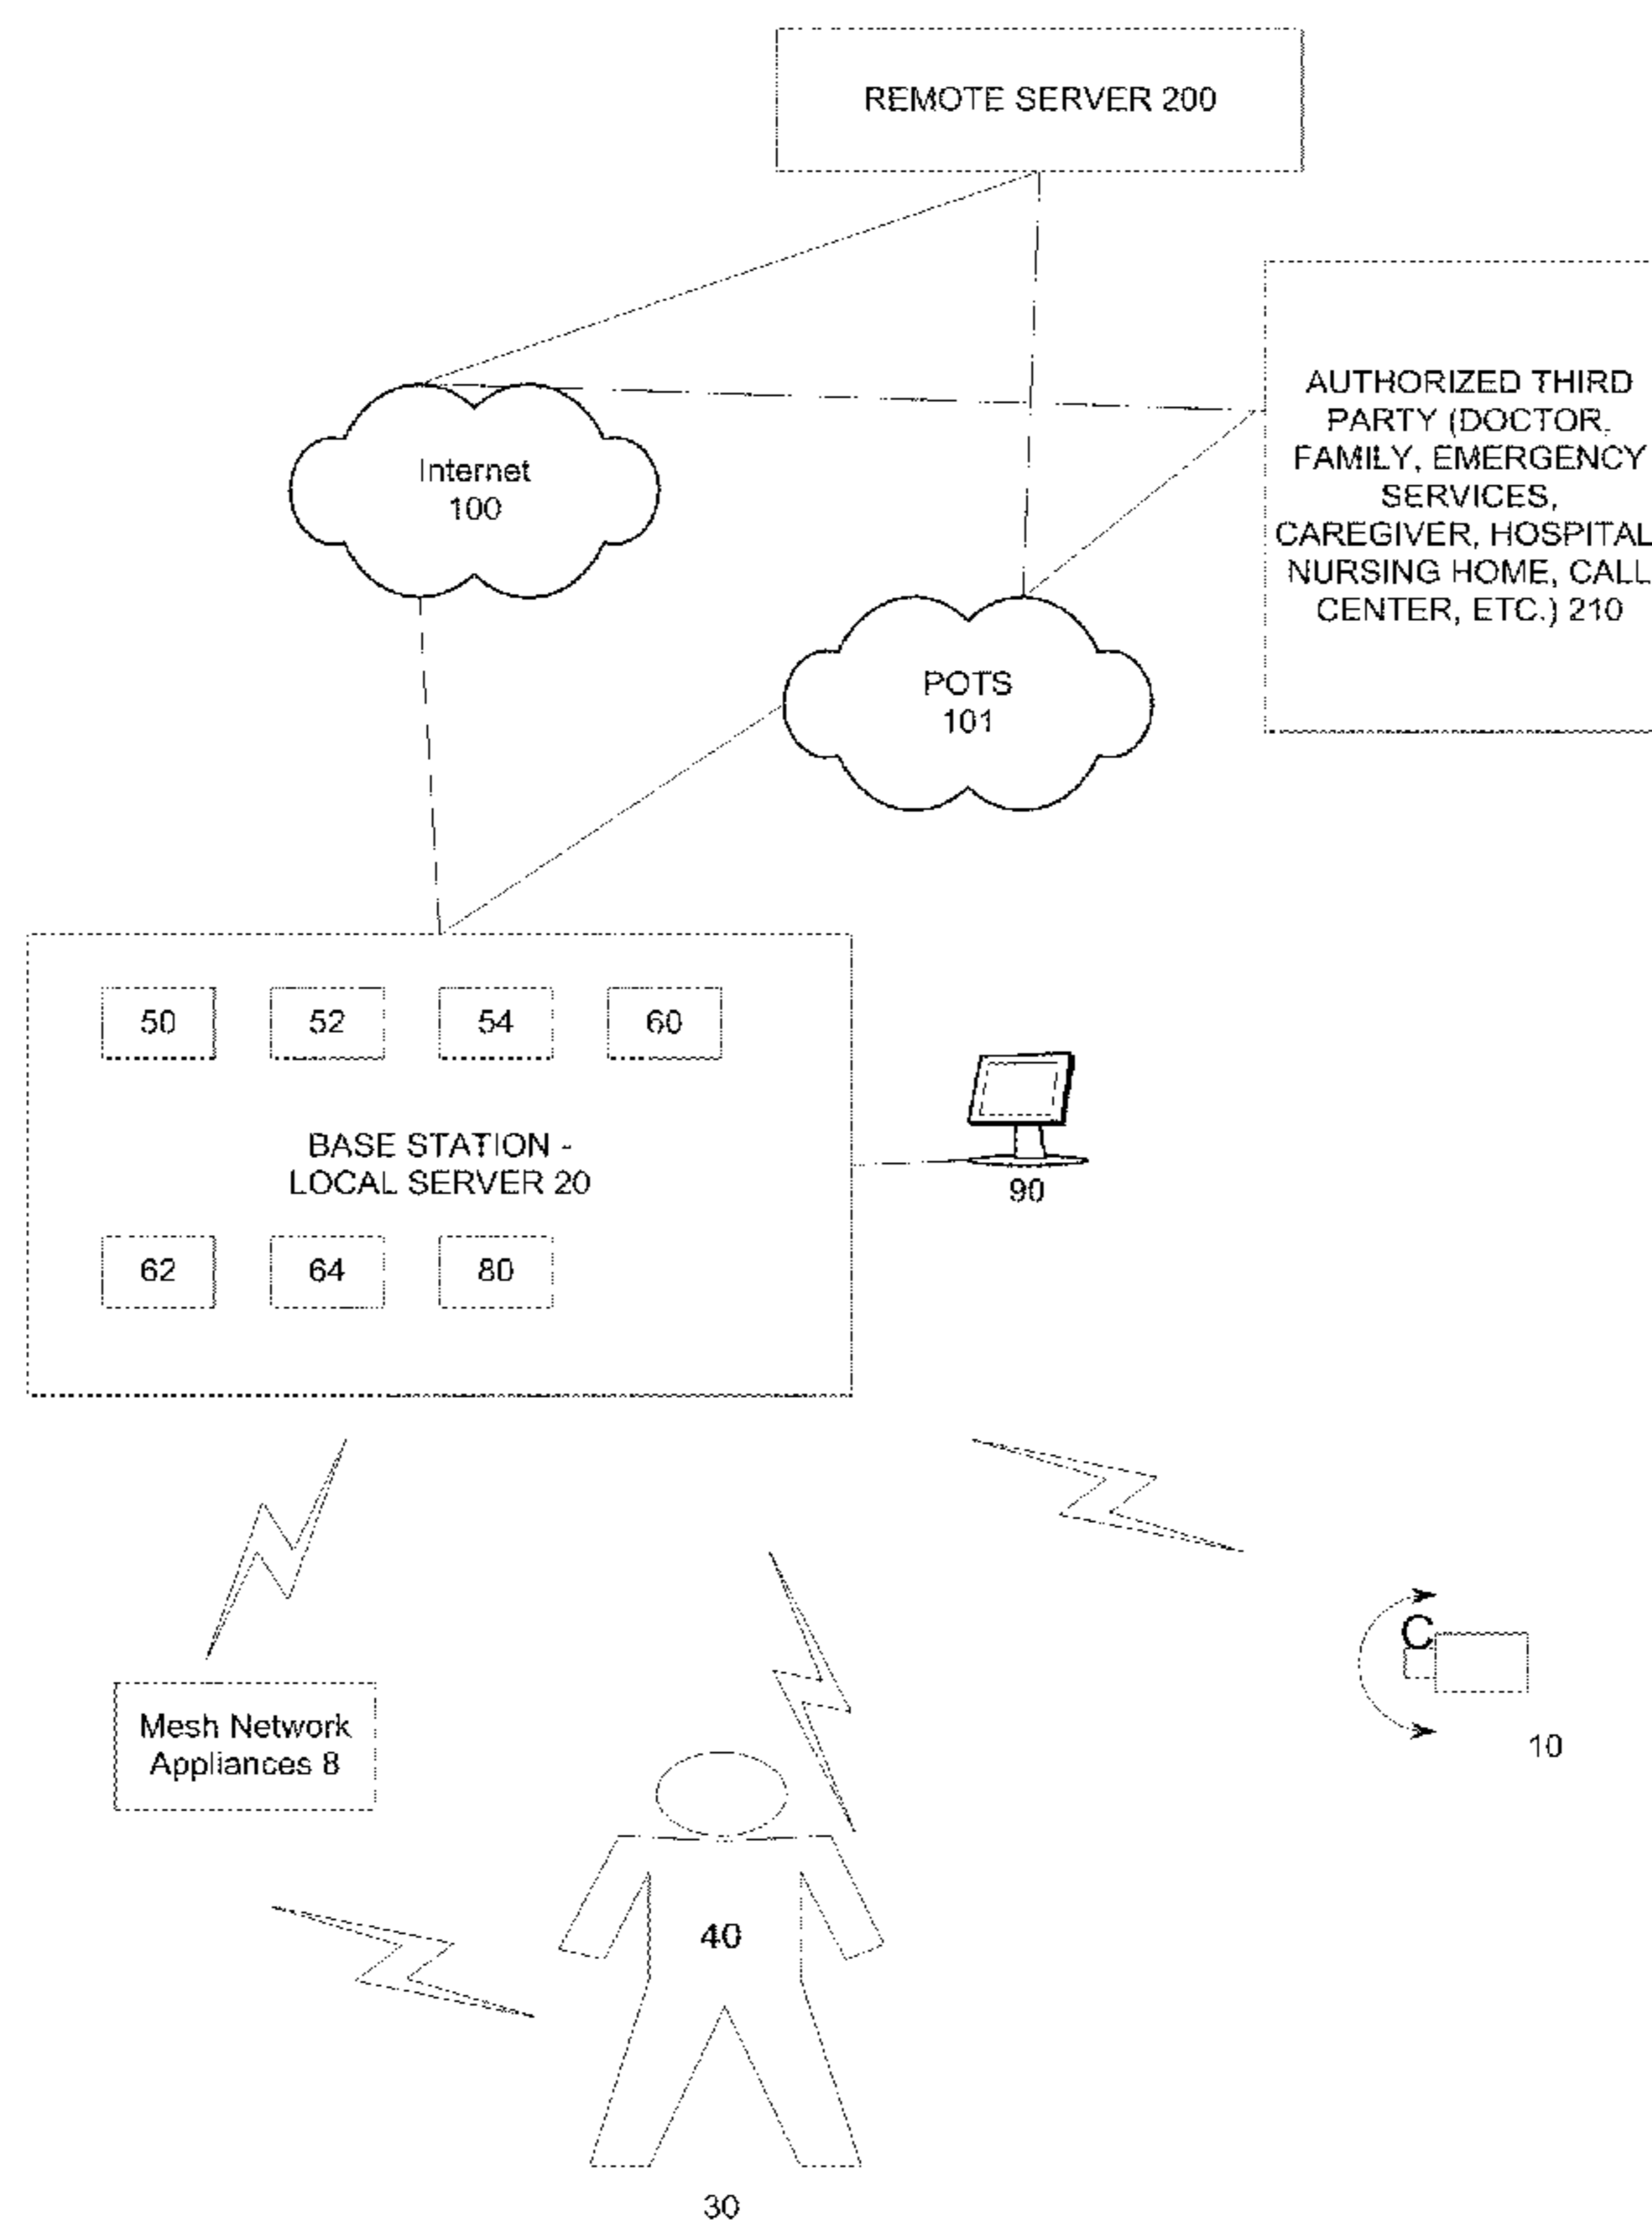 REMOTE SERVER 200
AUTHORIZED THIRD
PARTY (DOCTOR,
FAMILY, EMERGENCY
SERVICES,
CAREGIVER, HOSPITAL
NURSING HOME, CALL
CENTER, ETC.) 210
Internet
100
POTS
101
50 52 54 60
BASE STATION -
LOCAL SERVER 20
90
62 64 80
C
10
Mesh Network
Appliances 8
40
30